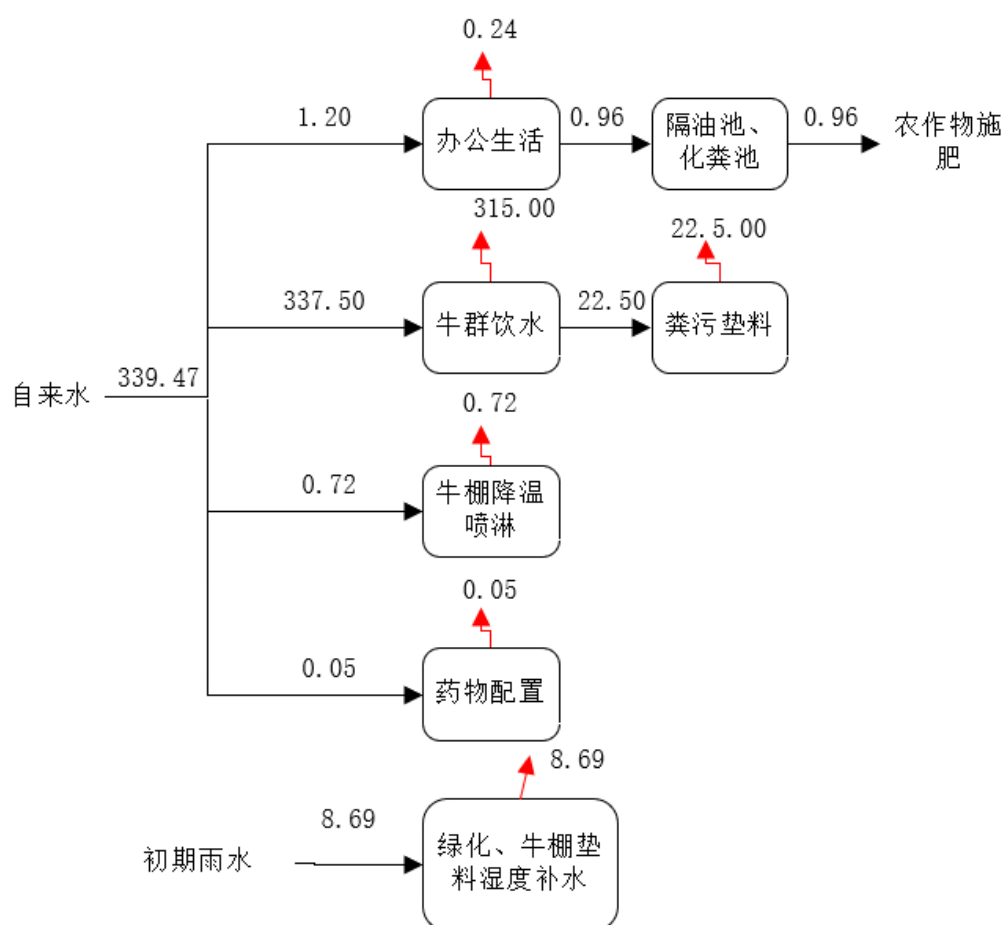 0.24
1.20
办公生活
0.96
隔油池、
化粪池
0.96
农作物施
肥
315.00
22.5.00
337.50
牛群饮水
22.50
粪污垫料
自来水
339.47
0.72
0.72
牛棚降温
喷淋
0.05
0.05
药物配置
8.69
8.69
初期雨水
绿化、牛棚垫
料湿度补水